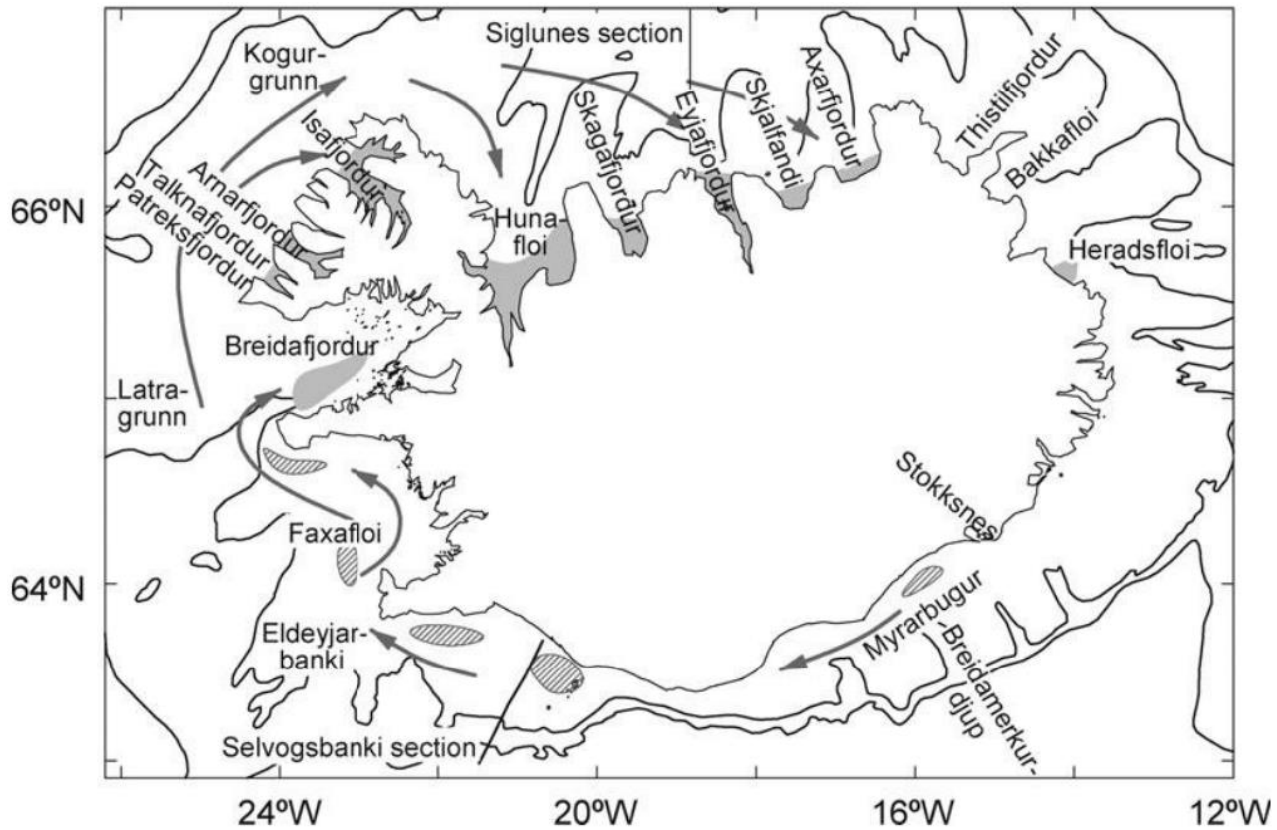 Siglunes section
Kogur-
grunn
Isafjordur
Arnarfjordur
Talknafjordur
Patreksfjordur
Skagafjordur
Eyjafjordur
Skjalfandi
Axarfjordur
Thistilfjordur
Bakkafloi
66ºN
Huna-
floi
Heradsfloi
Breidafjordur
Latra-
grunn
Stokksnes
Faxafloi
64ºN
Myrarbugur
Breidamerkur-
djup
Eldeyjar-
banki
Selvogsbanki section
24ºW
20ºW
16ºW
12ºW